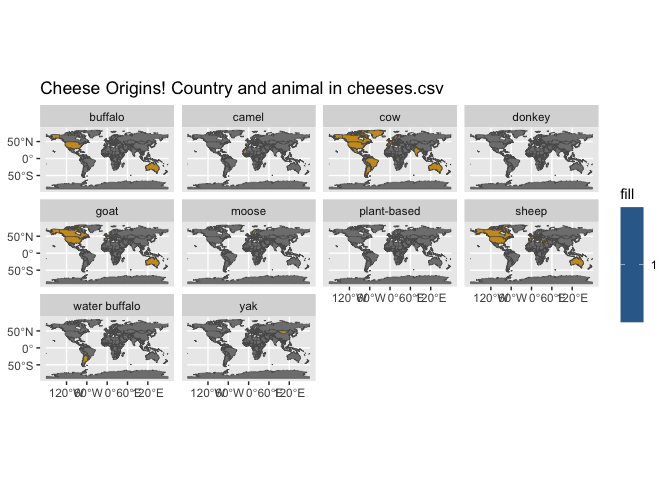 Cheese Origins! Country and animal in cheeses.csv
buffalo camel cow donkey
50°N
0°
50°S
goat moose plant-based sheep
50°N
0°
50°S
water buffalo yak
120°W 60°W 0° 60°E 120°E 120°W 60°W 0° 60°E 120°E
50°N
0°
50°S
120°W 60°W 0° 60°E 120°E 120°W 60°W 0° 60°E 120°E
fill
1